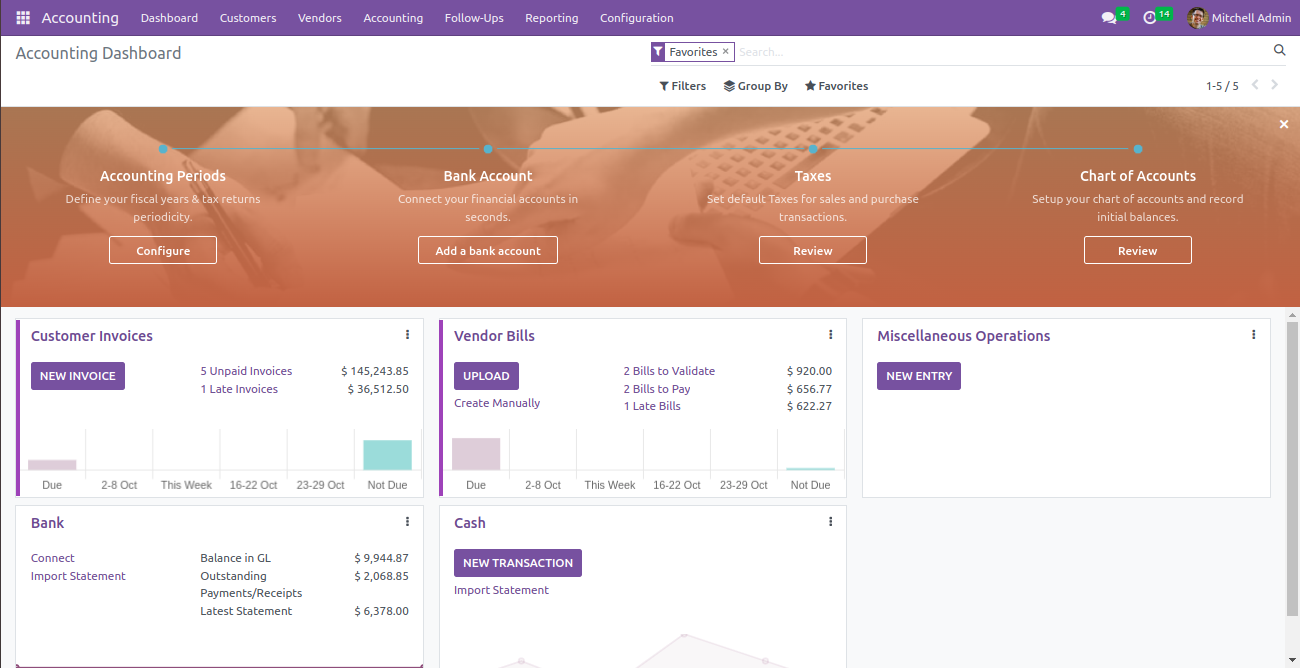 Accounting Dashboard Customers Vendors Accounting Follow-Ups Reporting Configuration 4 14 Mitchell Admin
Accounting Dashboard
Favorites × Search...
Filters Group By Favorites 1-5 / 5
×
Accounting Periods
Define your fiscal years & tax returns
periodicity.
Configure
Bank Account
Connect your financial accounts in
seconds.
Add a bank account
Taxes
Set default Taxes for sales and purchase
transactions.
Review
Chart of Accounts
Setup your chart of accounts and record
initial balances.
Review
Customer Invoices
NEW INVOICE
5 Unpaid Invoices $ 145,243.85
1 Late Invoices $ 36,512.50
Due 2-8 Oct This Week 16-22 Oct 23-29 Oct Not Due
Vendor Bills
UPLOAD
Create Manually
2 Bills to Validate $ 920.00
2 Bills to Pay $ 656.77
1 Late Bills $ 622.27
Due 2-8 Oct This Week 16-22 Oct 23-29 Oct Not Due
Miscellaneous Operations
NEW ENTRY
Bank
Connect
Import Statement
Balance in GL $ 9,944.87
Outstanding $ 2,068.85
Payments/Receipts
Latest Statement $ 6,378.00
Cash
NEW TRANSACTION
Import Statement